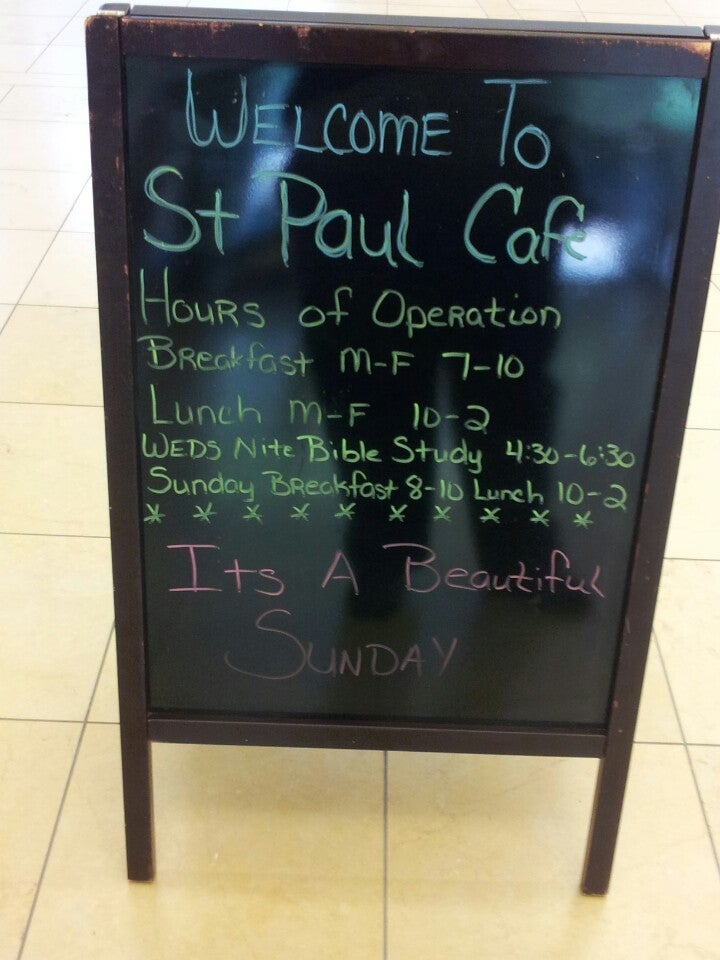 WELCOME To
St Paul Cafe
HOURS of OpeRation
BReakfast M-F 7-10
Lunch M-F 10-2
WEDS Nite Bible Study 4:30-6:30
Sunday BReakfast 8-10 Lunch 10-2
* * * * * * * * * *
Its A Beautiful
SUNDAY